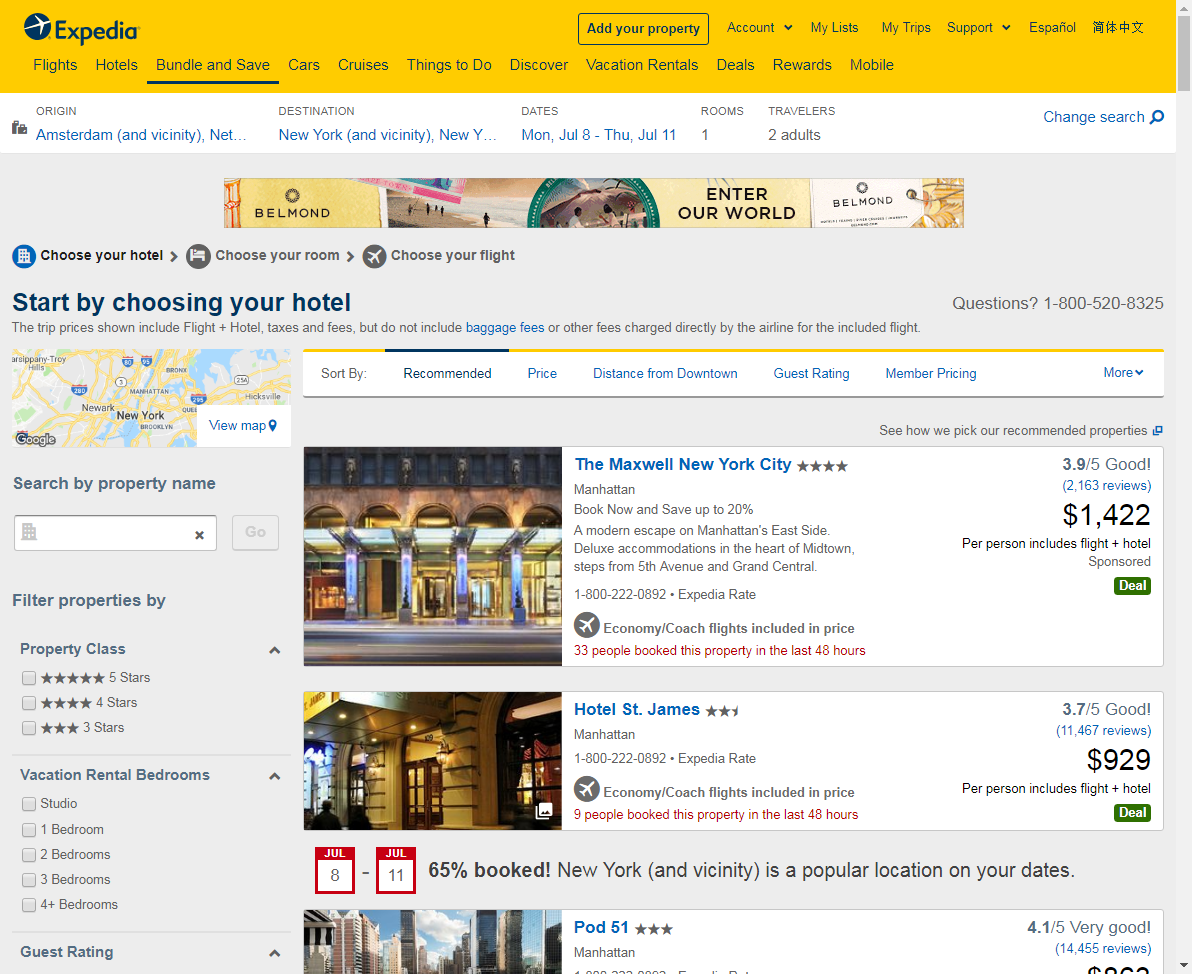 Expedia
Add your property
Account
My Lists
My Trips
Support
Español
简体中文
Flights
Hotels
Bundle and Save
Cars
Cruises
Things to Do
Discover
Vacation Rentals
Deals
Rewards
Mobile
ORIGIN
Amsterdam (and vicinity), Net…
DESTINATION
New York (and vicinity), New Y…
DATES
Mon, Jul 8 - Thu, Jul 11
ROOMS
1
TRAVELERS
2 adults
Change search
BELMOND
ENTER
OUR WORLD
BELMOND
Choose your hotel
Choose your room
Choose your flight
Start by choosing your hotel
Questions? 1-800-520-8325
The trip prices shown include Flight + Hotel, taxes and fees, but do not include baggage fees or other fees charged directly by the airline for the included flight.
arsippany-Troy
Hills
80
95
BRONX
3
25A
280
MANHATTAN
295
Hicksville
Newark
New York
QUE
BROOKLYN
Google
View map
Search by property name
Go
Filter properties by
Property Class
5 Stars
4 Stars
3 Stars
Vacation Rental Bedrooms
Studio
1 Bedroom
2 Bedrooms
3 Bedrooms
4+ Bedrooms
Guest Rating
Sort By:
Recommended
Price
Distance from Downtown
Guest Rating
Member Pricing
More
See how we pick our recommended properties
The Maxwell New York City
Manhattan
Book Now and Save up to 20%
A modern escape on Manhattan's East Side.
Deluxe accommodations in the heart of Midtown,
steps from 5th Avenue and Grand Central.
1-800-222-0892 • Expedia Rate
Economy/Coach flights included in price
33 people booked this property in the last 48 hours
3.9/5 Good!
(2,163 reviews)
$1,422
Per person includes flight + hotel
Sponsored
Deal
Hotel St. James
Manhattan
1-800-222-0892 • Expedia Rate
Economy/Coach flights included in price
9 people booked this property in the last 48 hours
3.7/5 Good!
(11,467 reviews)
$929
Per person includes flight + hotel
Deal
JUL
8
-
JUL
11
65% booked! New York (and vicinity) is a popular location on your dates.
Pod 51
Manhattan
4.1/5 Very good!
(14,455 reviews)